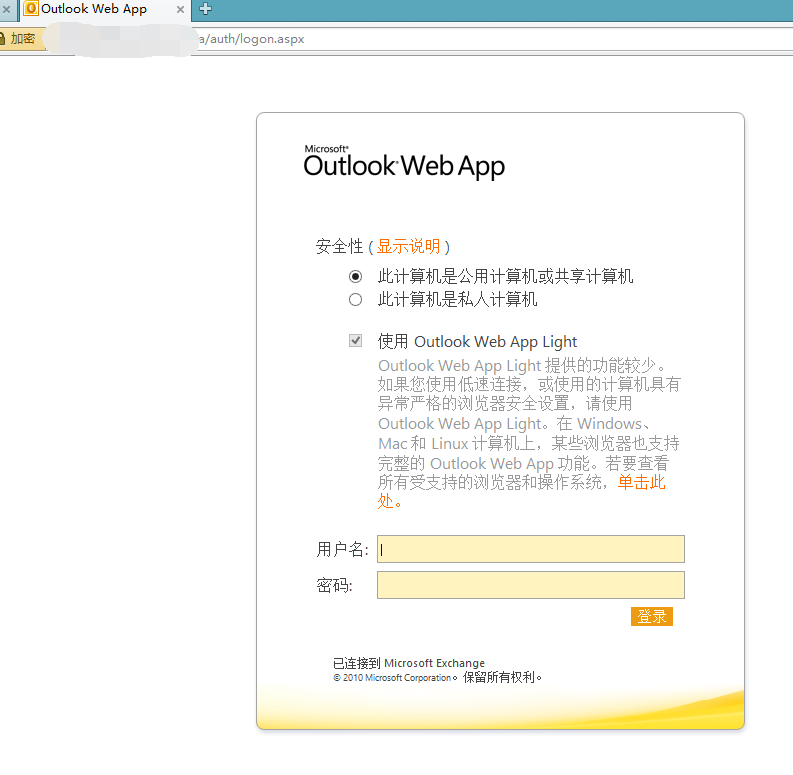 Outlook Web App
加密
a/auth/logon.aspx
Microsoft®
Outlook® Web App
安全性 ( 显示说明 )
此计算机是公用计算机或共享计算机
此计算机是私人计算机
使用 Outlook Web App Light
Outlook Web App Light 提供的功能较少。
如果您使用低速连接，或使用的计算机具有
异常严格的浏览器安全设置，请使用
Outlook Web App Light。在 Windows、
Mac 和 Linux 计算机上，某些浏览器也支持
完整的 Outlook Web App 功能。若要查看
所有受支持的浏览器和操作系统，单击此
处。
用户名:
密码:
登录
已连接到 Microsoft Exchange
© 2010 Microsoft Corporation。保留所有权利。